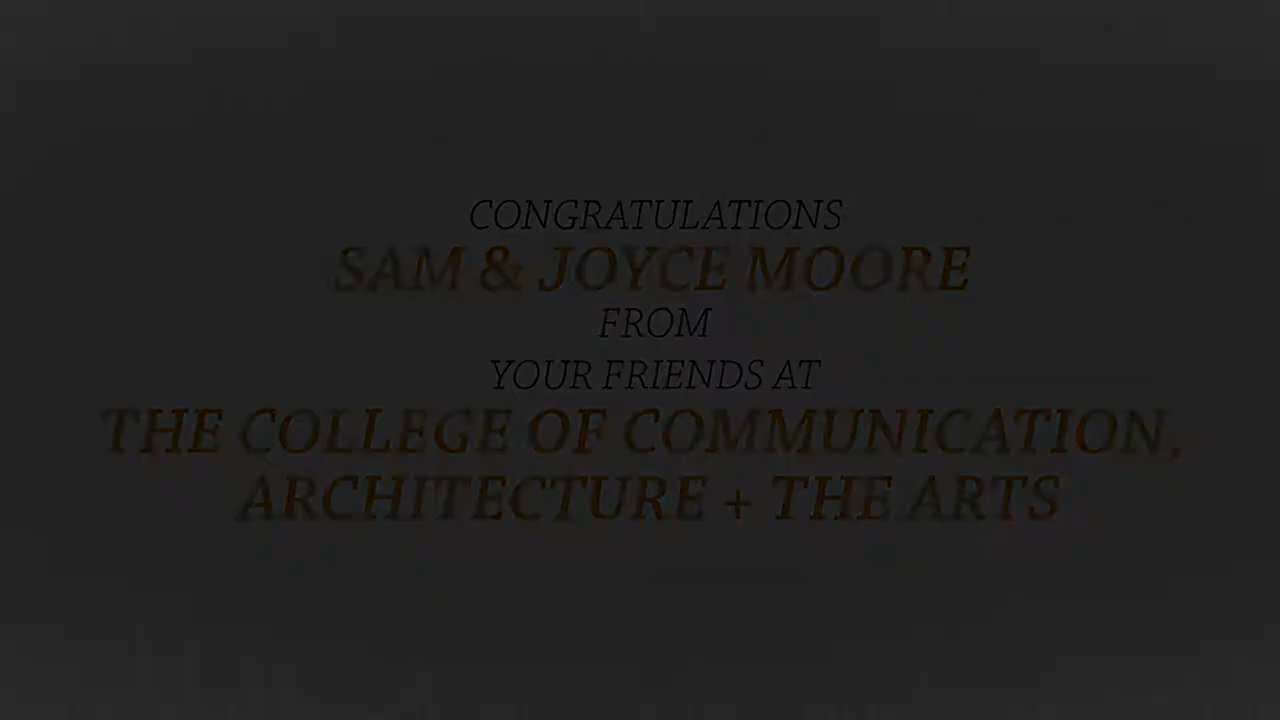 CONGRATULATIONS
SAM & JOYCE MOORE
FROM
YOUR FRIENDS AT
THE COLLEGE OF COMMUNICATION,
ARCHITECTURE + THE ARTS